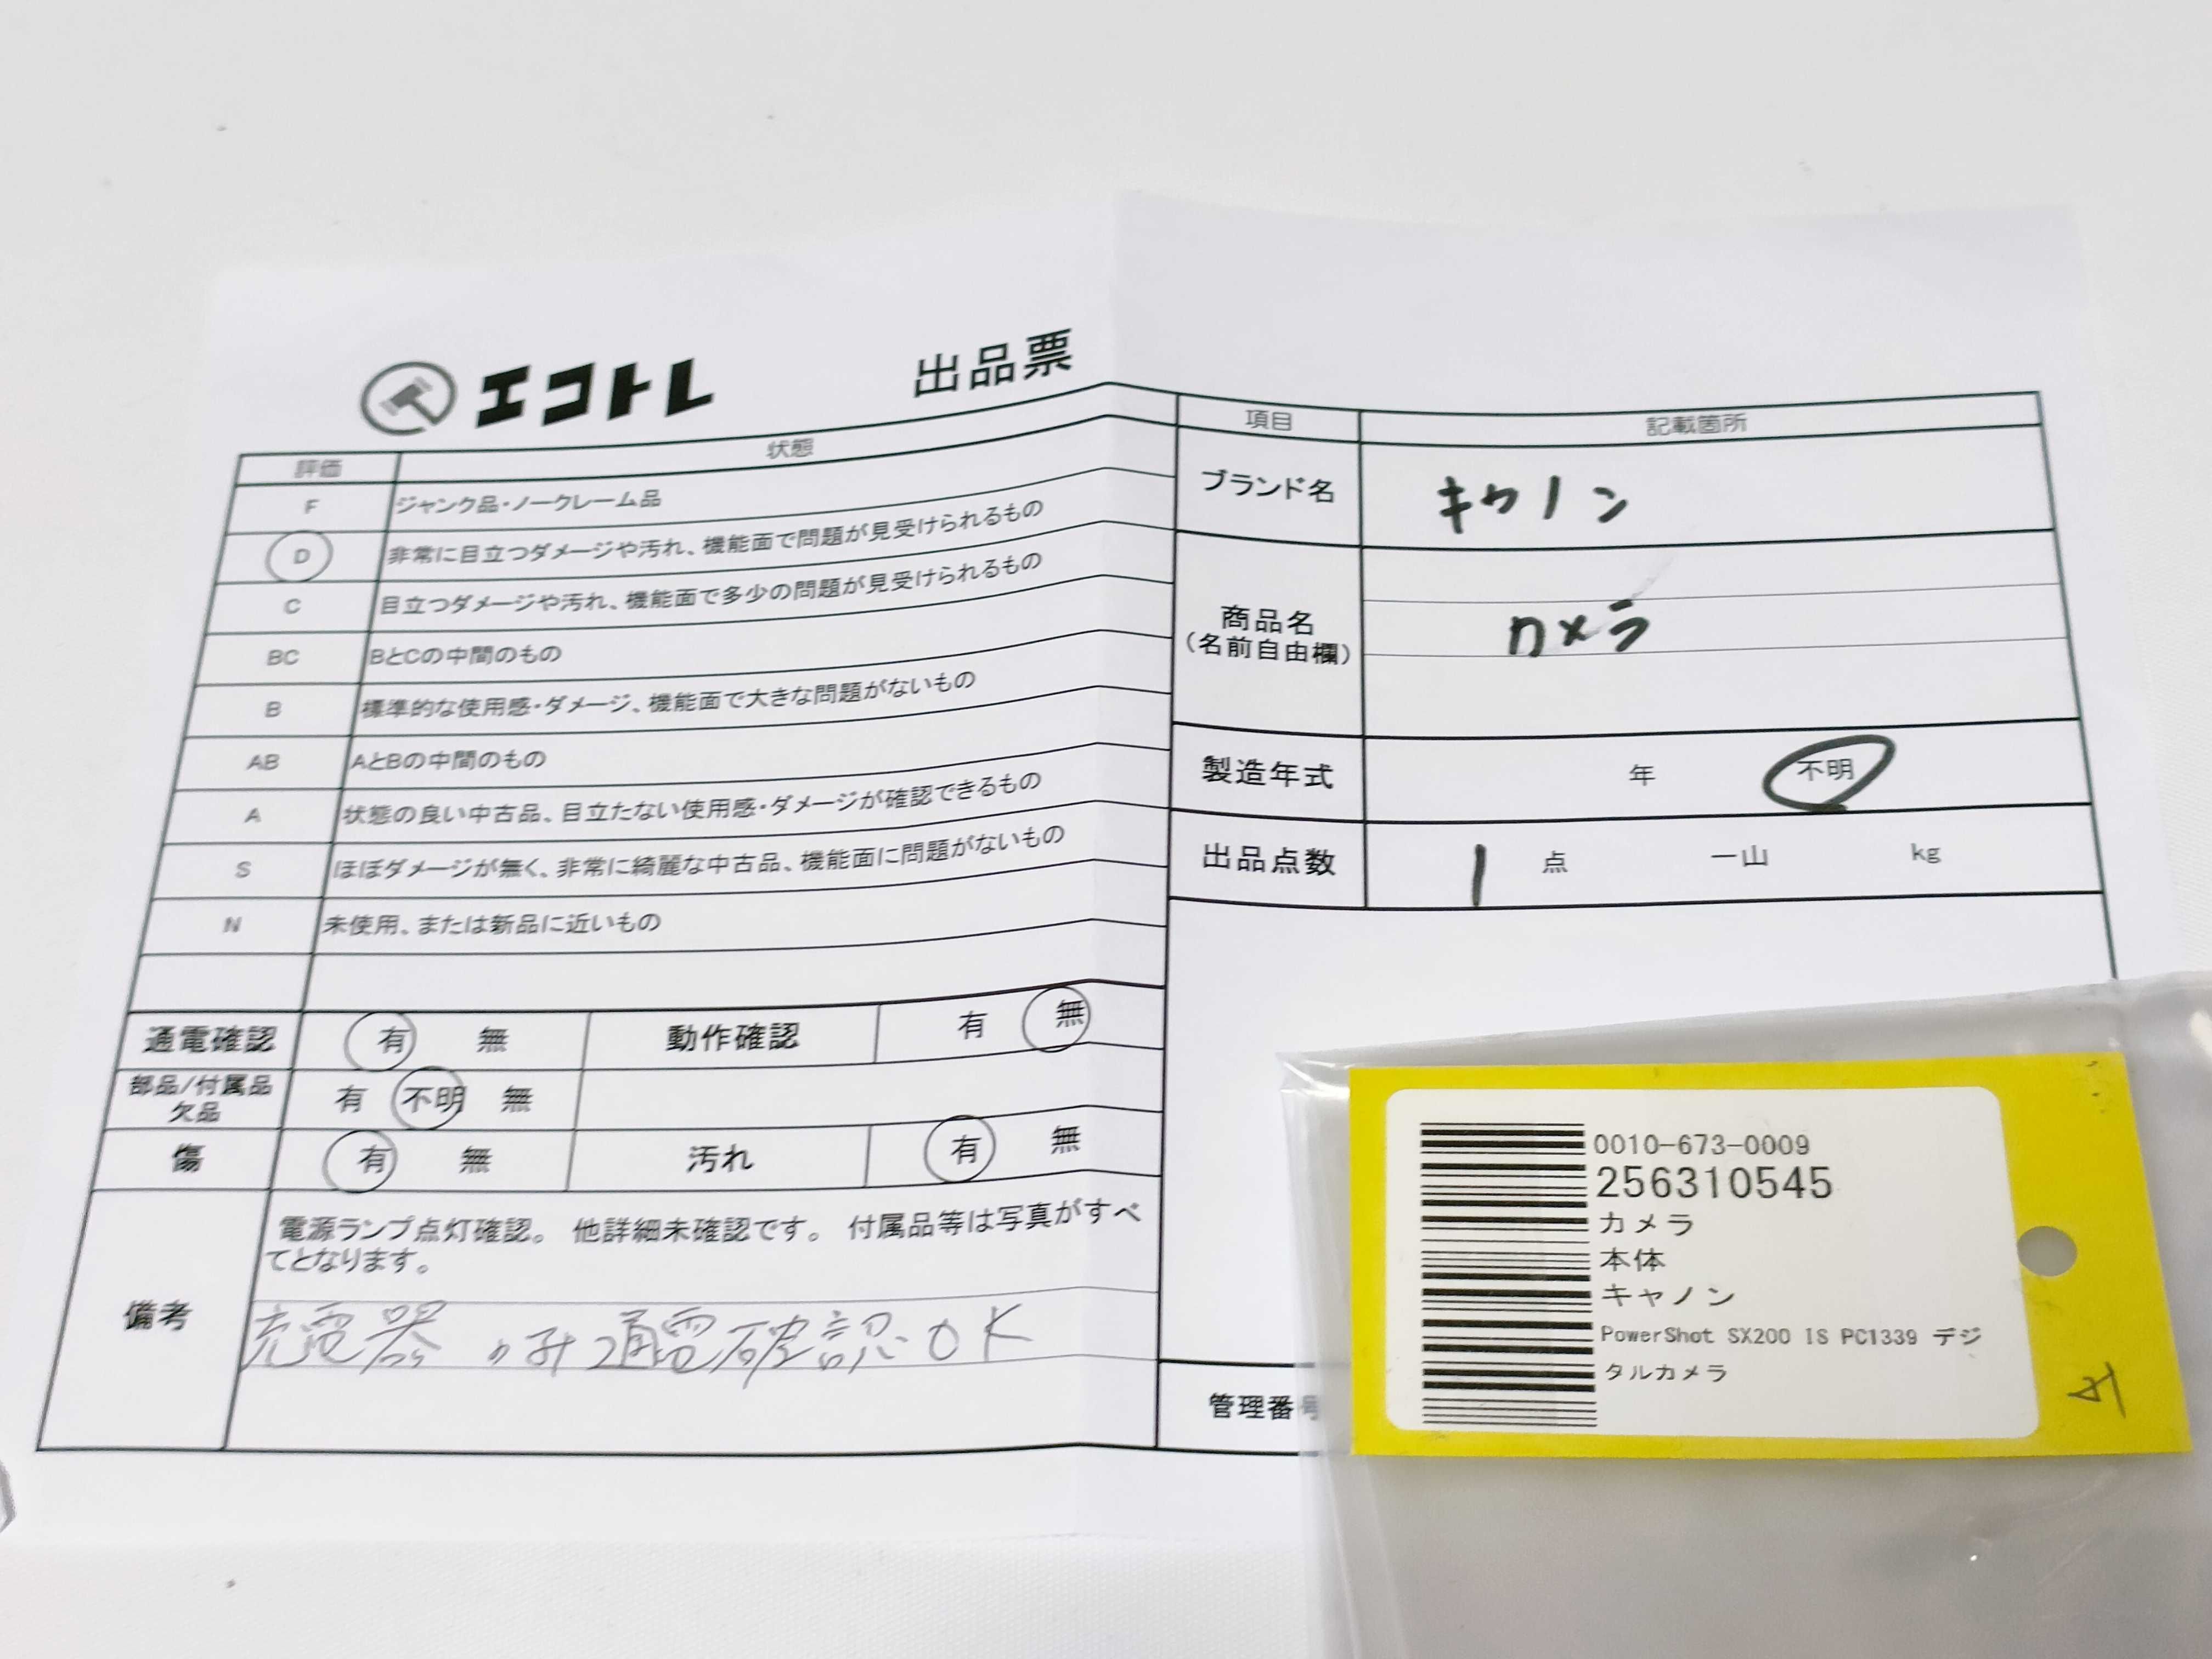 エコトレ 出品票
評価 状態
F ジャンク品・ノークレーム品
D 非常に目立つダメージや汚れ、機能面で問題が見受けられるもの
C 目立つダメージや汚れ、機能面で多少の問題が見受けられるもの
BC BとCの中間のもの
B 標準的な使用感・ダメージ、機能面で大きな問題がないもの
AB AとBの中間のもの
A 状態の良い中古品、目立たない使用感・ダメージが確認できるもの
S ほぼダメージが無く、非常に綺麗な中古品、機能面に問題がないもの
N 未使用、または新品に近いもの
通電確認 有 無 動作確認 有 無
部品/付属品
欠品 有 不明 無
傷 有 無 汚れ 有 無
備考
電源ランプ点灯確認。 他詳細未確認です。 付属品等は写真がすべ
てとなります。
充電器のみ通電確認OK
項目 記載箇所
ブランド名 キヤノン
商品名
(名前自由欄)
カメラ
製造年式 年 不明
出品点数 1 点 一山 kg
管理番号
0010-673-0009
256310545
カメラ
本体
キャノン
PowerShot SX200 IS PC1339 デジ
タルカメラ